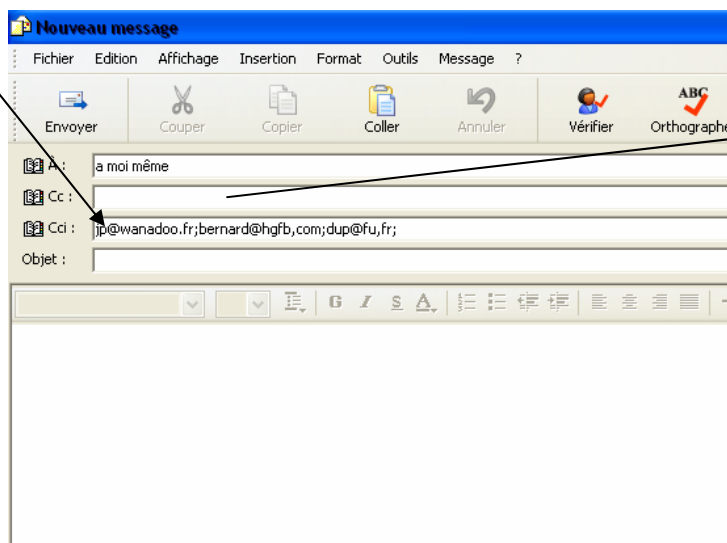 Nouveau message
Fichier Edition Affichage Insertion Format Outils Message ?
Envoyer Couper Copier Coller Annuler Vérifier ABC Orthographe
À : a moi même
Cc :
Cci : jp@wanadoo.fr;bernard@hgfb,com;dup@fu,fr;
Objet :
G I S A